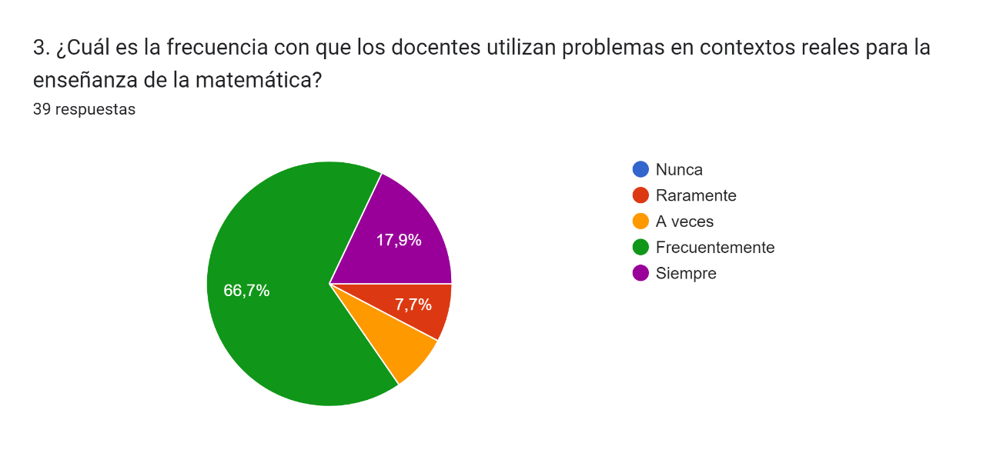 3. ¿Cuál es la frecuencia con que los docentes utilizan problemas en contextos reales para la
enseñanza de la matemática?
39 respuestas
Nunca
Raramente
A veces
Frecuentemente
Siempre
17,9%
66,7%
7,7%